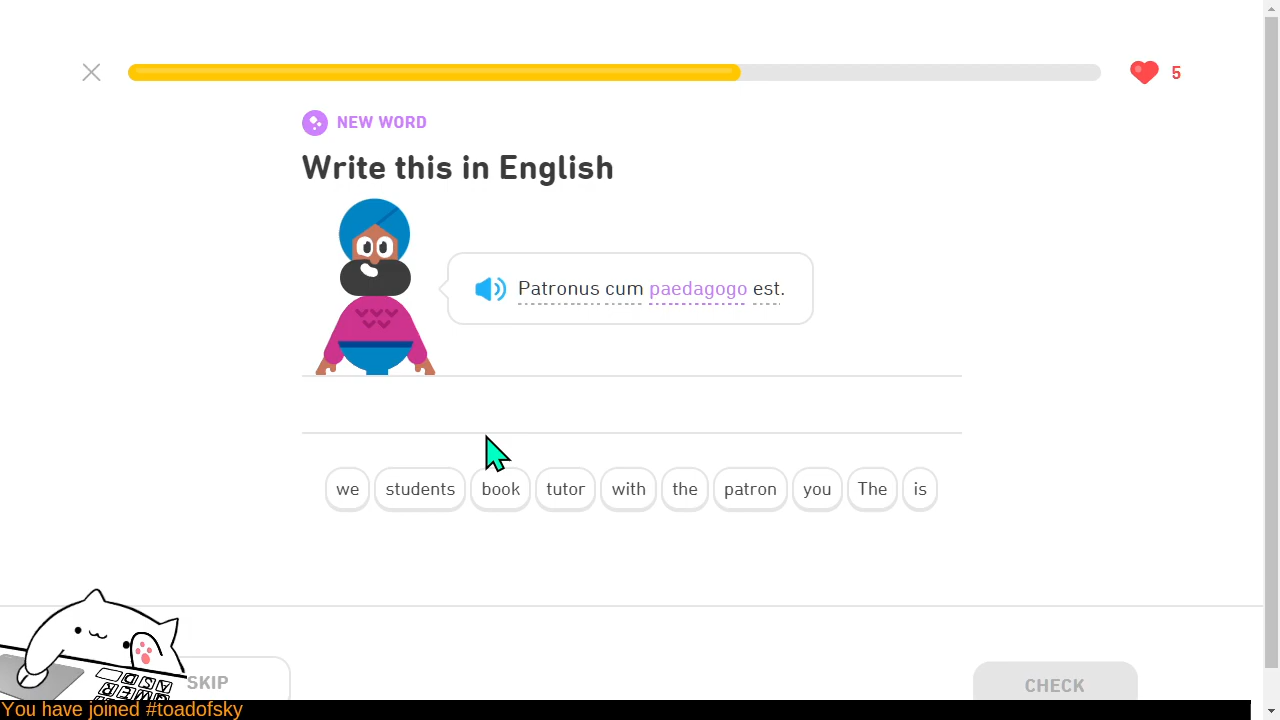 5
NEW WORD
Write this in English
Patronus cum paedagogo est.
we students book tutor with the patron you The is
SKIP
CHECK
You have joined #toadofsky